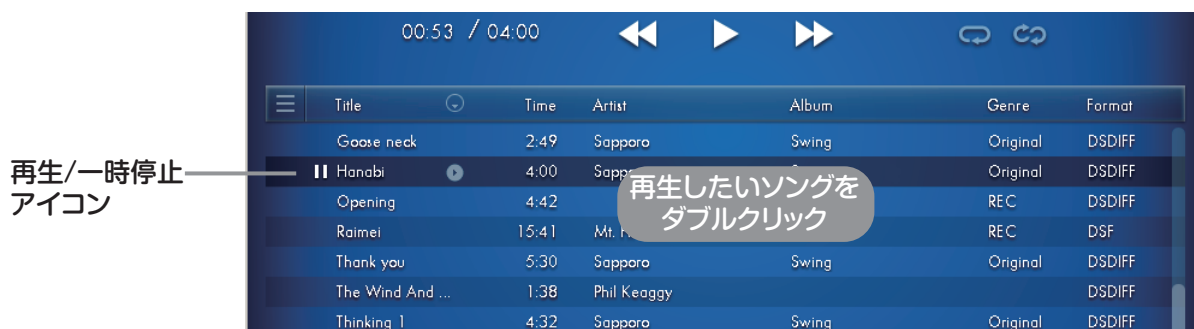 00:53 / 04:00
Title Time Artist Album Genre Format
Goose neck 2:49 Sapporo Swing Original DSDIFF
再生/一時停止
アイコン
Hanabi 4:00 Original DSDIFF
再生したいソングを
ダブルクリック
Opening 4:42 REC DSDIFF
Raimei 15:41 Mt. REC DSF
Thank you 5:30 Sapporo Swing Original DSDIFF
The Wind And ... 1:38 Phil Keaggy DSDIFF
Thinking 1 4:32 Sapporo Swing Original DSDIFF